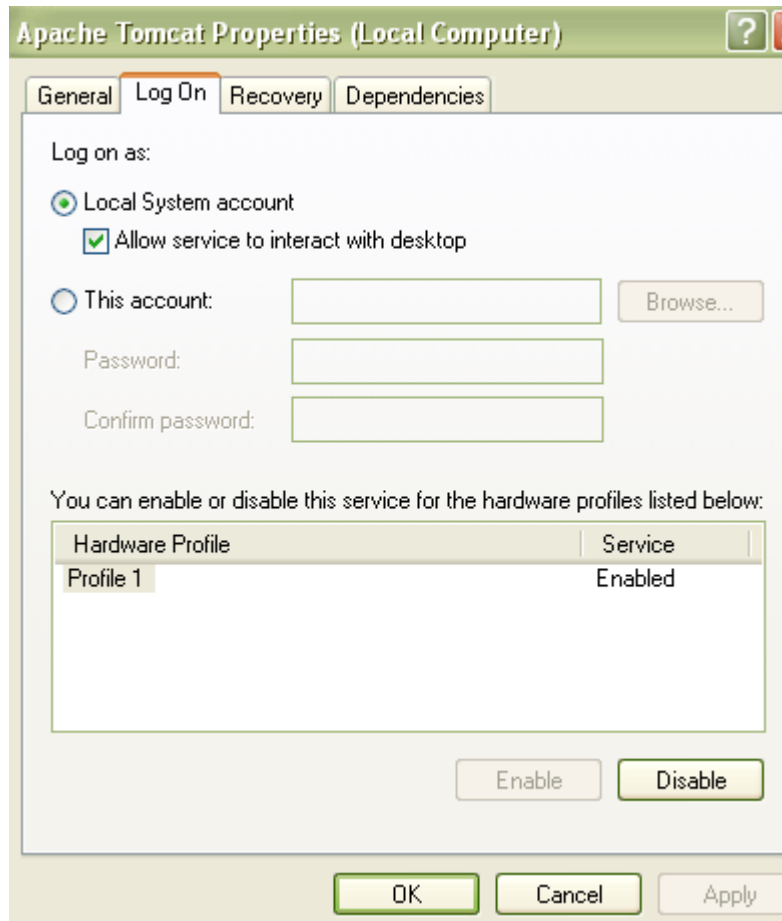 Apache Tomcat Properties (Local Computer)
?
General Log On Recovery Dependencies
Log on as:
Local System account
Allow service to interact with desktop
This account:
Browse...
Password:
Confirm password:
You can enable or disable this service for the hardware profiles listed below:
Hardware Profile Service
Profile 1 Enabled
Enable Disable
OK Cancel Apply